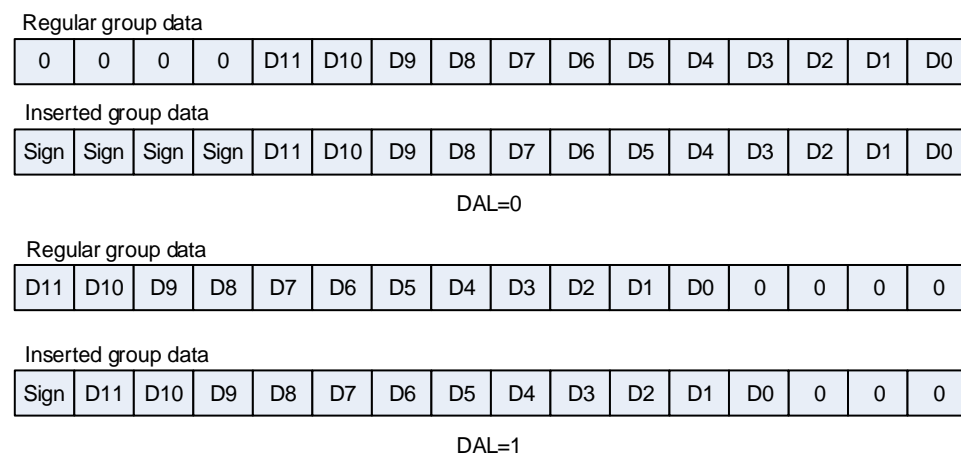 Regular group data
0 0 0 0 D11 D10 D9 D8 D7 D6 D5 D4 D3 D2 D1 D0
Inserted group data
Sign Sign Sign Sign D11 D10 D9 D8 D7 D6 D5 D4 D3 D2 D1 D0
DAL=0
Regular group data
D11 D10 D9 D8 D7 D6 D5 D4 D3 D2 D1 D0 0 0 0 0
Inserted group data
Sign D11 D10 D9 D8 D7 D6 D5 D4 D3 D2 D1 D0 0 0 0
DAL=1